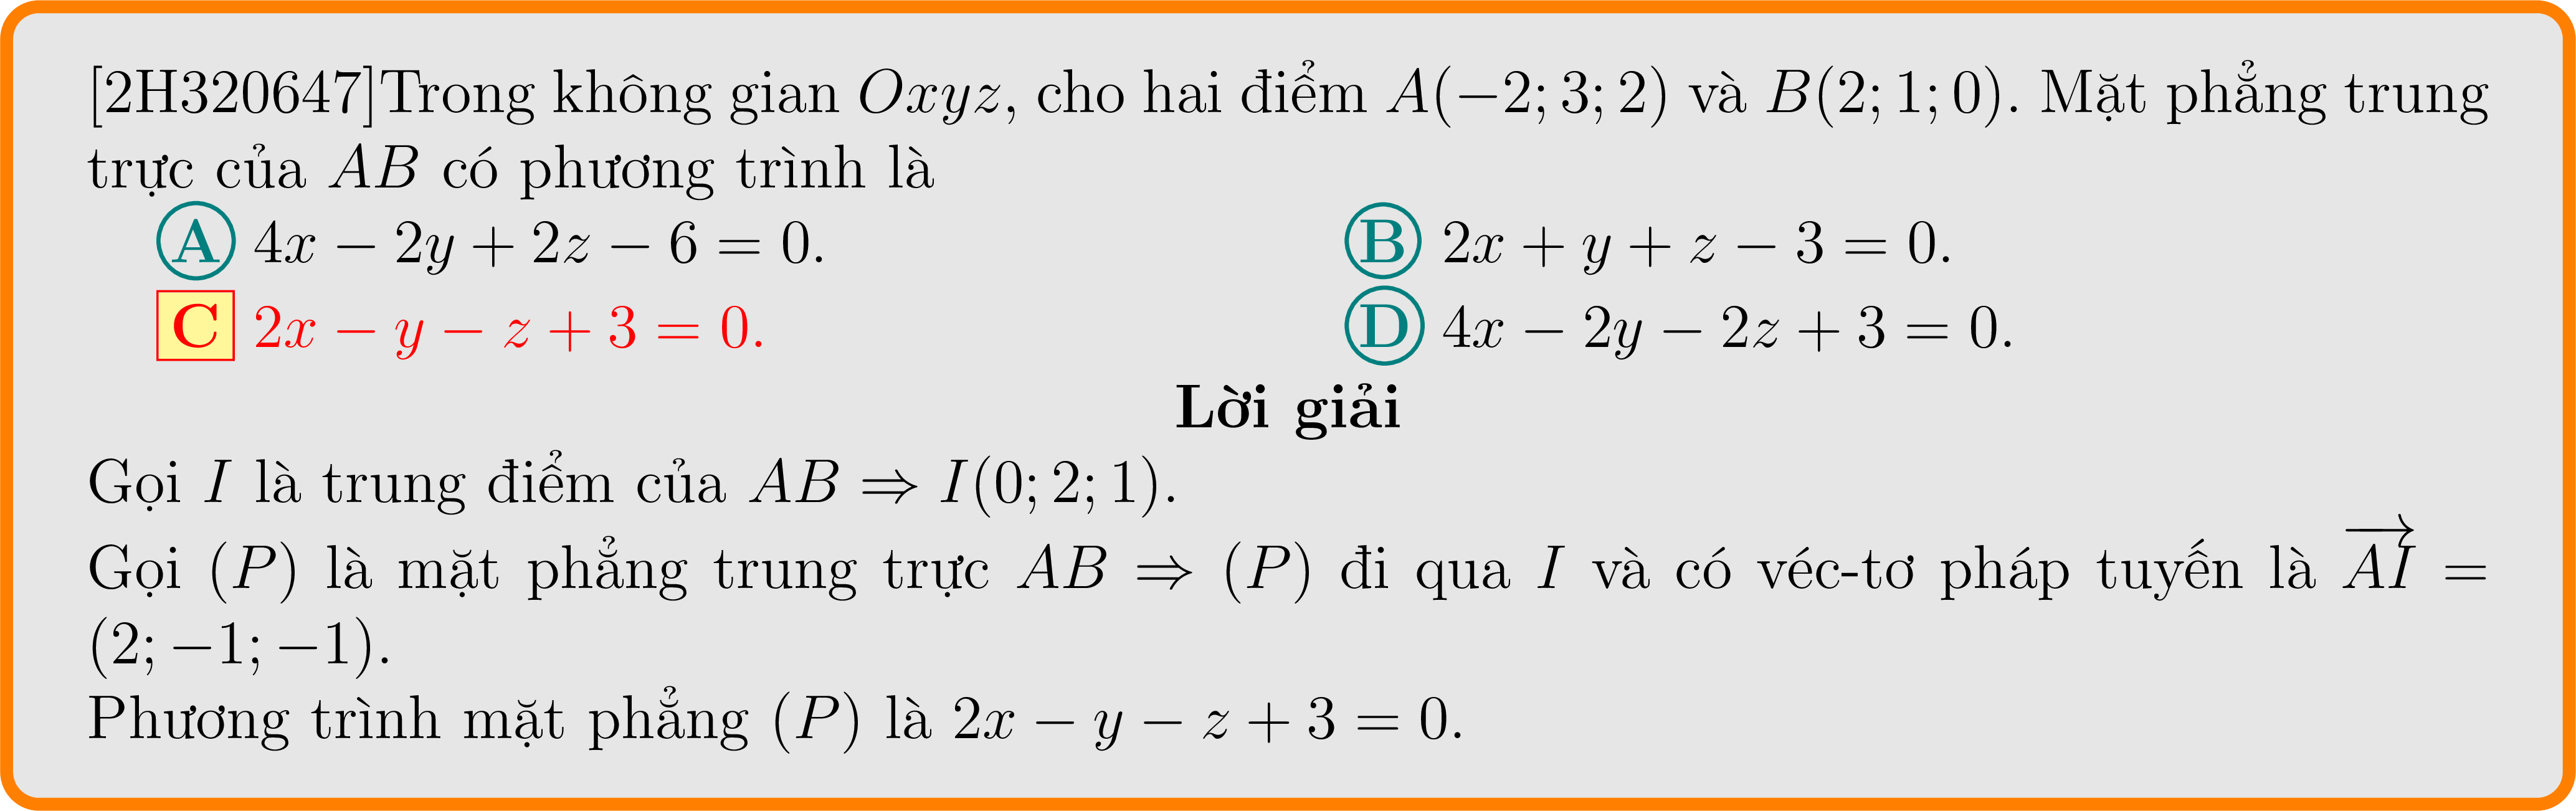 [2H320647]Trong không gian Oxyz, cho hai điểm A(−2; 3; 2) và B(2; 1; 0). Mặt phẳng trung
trực của AB có phương trình là
A 4x − 2y + 2z − 6 = 0.
B 2x + y + z − 3 = 0.
C 2x − y − z + 3 = 0.
D 4x − 2y − 2z + 3 = 0.
Lời giải
Gọi I là trung điểm của AB ⇒ I(0; 2; 1).
Gọi (P) là mặt phẳng trung trực AB ⇒ (P) đi qua I và có véc-tơ pháp tuyến là $\overrightarrow{AI}$ =
(2; −1; −1).
Phương trình mặt phẳng (P) là 2x − y − z + 3 = 0.